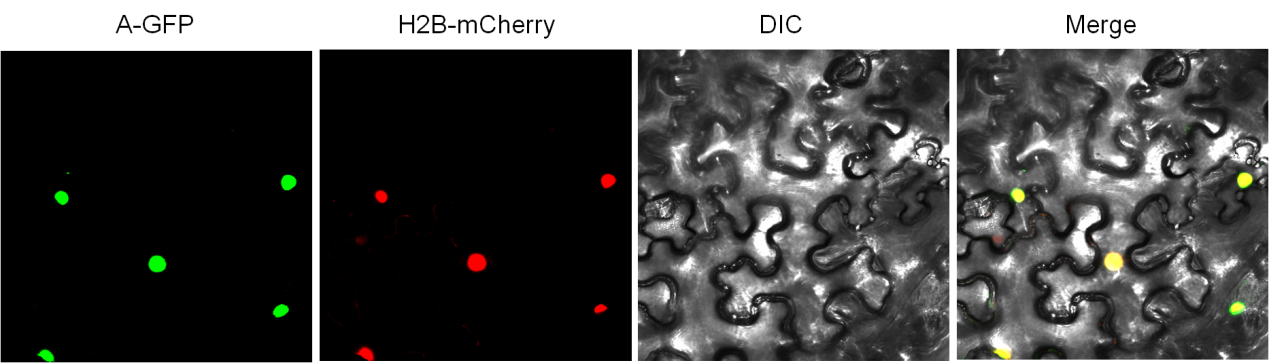 A-GFP
H2B-mCherry
DIC
Merge